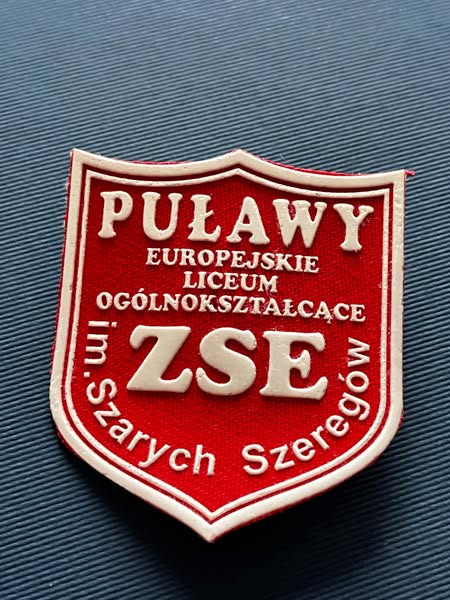 PUŁAWY
EUROPEJSKIE
LICEUM
OGÓLNOKSZTAŁCĄCE
ZSE
im. Szarych Szeregów